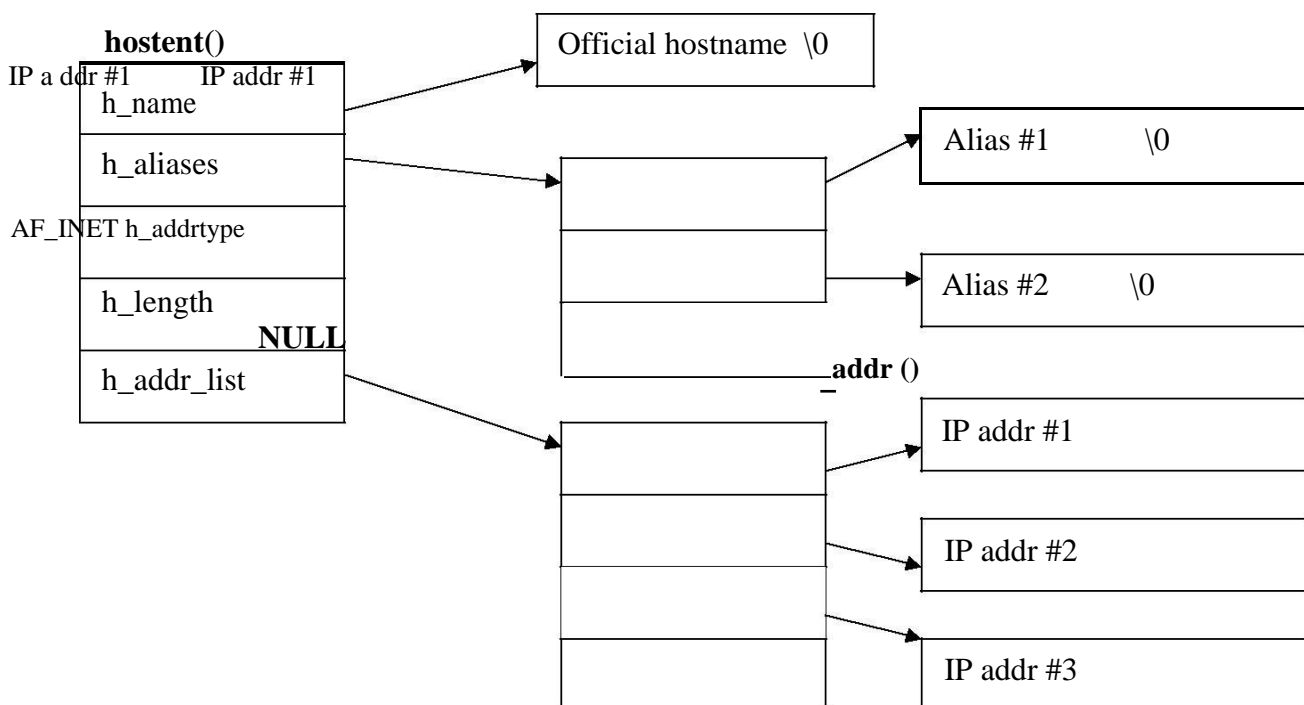 hostent()
Official hostname \0
IP a ddr #1 IP addr #1
h_name
Alias #1 \0
h_aliases
AF_INET h_addrtype
Alias #2 \0
h_length
NULL
_addr ()
h_addr_list
IP addr #1
IP addr #2
IP addr #3